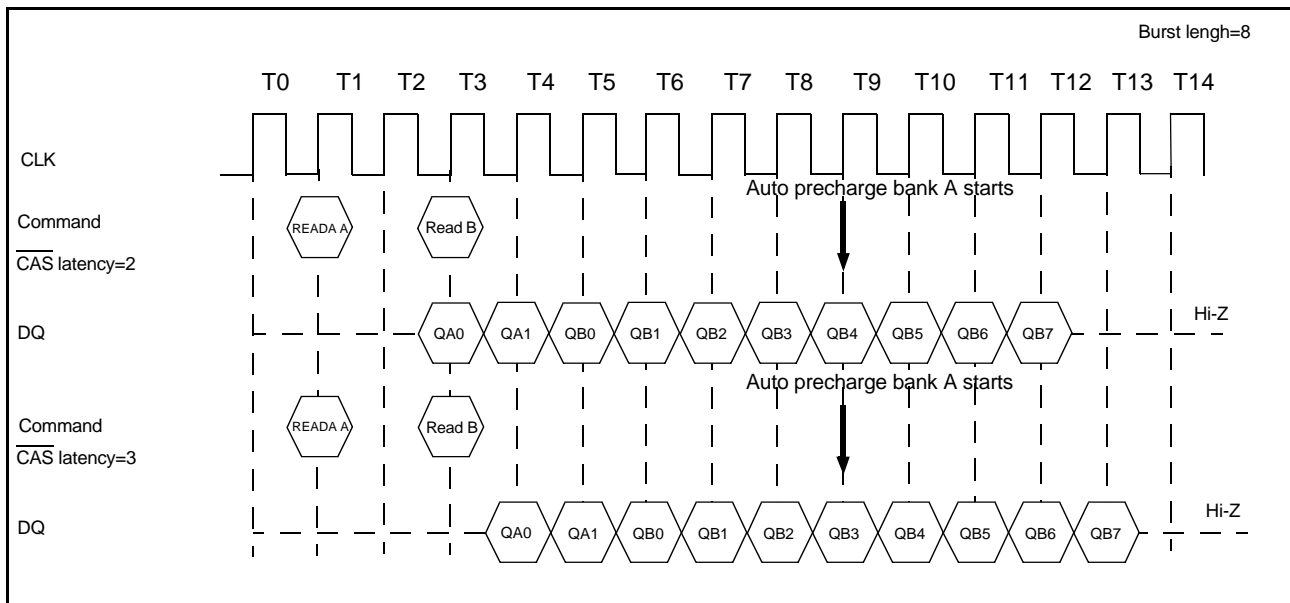 Burst lengh=8
T0 T1 T2 T3 T4 T5 T6 T7 T8 T9 T10 T11 T12 T13 T14
CLK
Auto precharge bank A starts
Command
READA A Read B
CAS latency=2
DQ
QA0 QA1 QB0 QB1 QB2 QB3 QB4 QB5 QB6 QB7
Hi-Z
Auto precharge bank A starts
Command
READA A Read B
CAS latency=3
DQ
QA0 QA1 QB0 QB1 QB2 QB3 QB4 QB5 QB6 QB7
Hi-Z